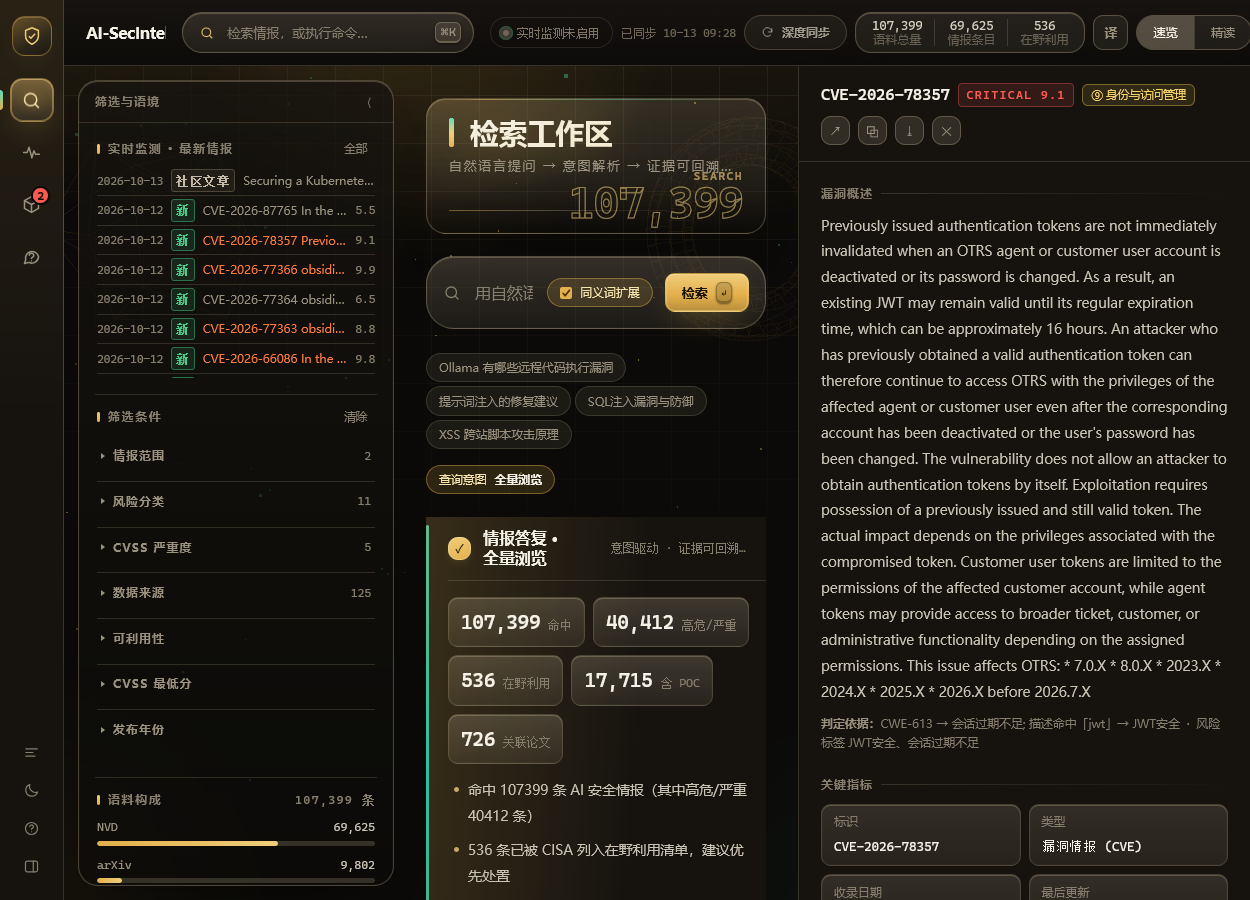 AI-SecInte
检索情报，或执行命令…
⌘K
实时监测未启用
已同步 10-13 09:28
深度同步
107,399 语料总量
69,625 情报条目
536 在野利用
译
速览
精读
2
筛选与语境
实时监测 • 最新情报 全部
2026-10-13 社区文章 Securing a Kubernete...
2026-10-12 新 CVE-2026-87765 In the ... 5.5
2026-10-12 新 CVE-2026-78357 Previo... 9.1
2026-10-12 新 CVE-2026-77366 obsidi... 9.9
2026-10-12 新 CVE-2026-77364 obsidi... 6.5
2026-10-12 新 CVE-2026-77363 obsidi... 8.8
2026-10-12 新 CVE-2026-66086 In the ... 9.8
筛选条件 清除
情报范围 2
风险分类 11
CVSS 严重度 5
数据来源 125
可利用性
CVSS 最低分
发布年份
语料构成 107,399 条
NVD 69,625
arXiv 9,802
检索工作区
自然语言提问 → 意图解析 → 证据可回溯…
SEARCH
107,399
用自然语
同义词扩展
检索
Ollama 有哪些远程代码执行漏洞
提示词注入的修复建议
SQL注入漏洞与防御
XSS 跨站脚本攻击原理
查询意图 全量浏览
情报答复 •
全量浏览
意图驱动 · 证据可回溯…
107,399 命中
40,412 高危/严重
536 在野利用
17,715 含 POC
726 关联论文
• 命中 107399 条 AI 安全情报（其中高危/严重
40412 条）
• 536 条已被 CISA 列入在野利用清单，建议优
先处置
CVE-2026-78357
CRITICAL 9.1
⑨ 身份与访问管理
漏洞概述
Previously issued authentication tokens are not immediately
invalidated when an OTRS agent or customer user account is
deactivated or its password is changed. As a result, an
existing JWT may remain valid until its regular expiration
time, which can be approximately 16 hours. An attacker who
has previously obtained a valid authentication token can
therefore continue to access OTRS with the privileges of the
affected agent or customer user even after the corresponding
account has been deactivated or the user's password has
been changed. The vulnerability does not allow an attacker to
obtain authentication tokens by itself. Exploitation requires
possession of a previously issued and still valid token. The
actual impact depends on the privileges associated with the
compromised token. Customer user tokens are limited to the
permissions of the affected customer account, while agent
tokens may provide access to broader ticket, customer, or
administrative functionality depending on the assigned
permissions. This issue affects OTRS: * 7.0.X * 8.0.X * 2023.X *
2024.X * 2025.X * 2026.X before 2026.7.X
判定依据：CWE-613 → 会话过期不足; 描述命中「jwt」→ JWT安全 · 风险
标签 JWT安全、会话过期不足
关键指标
标识
CVE-2026-78357
类型
漏洞情报 (CVE)
收录日期
最后更新